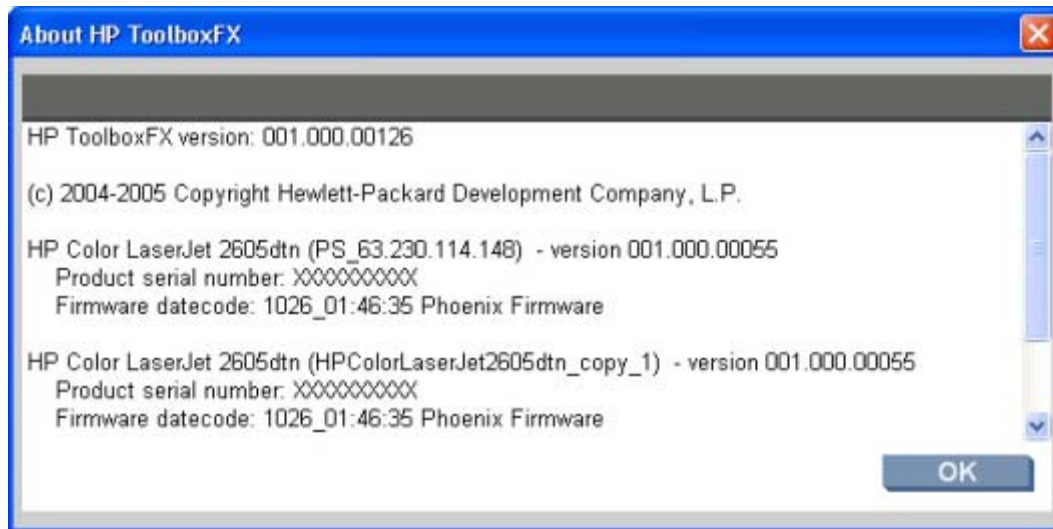 About HP ToolboxFX
HP ToolboxFX version: 001.000.00126
(c) 2004-2005 Copyright Hewlett-Packard Development Company, L.P.
HP Color LaserJet 2605dtn (PS_63.230.114.148) - version 001.000.00055
Product serial number: XXXXXXXXXX
Firmware datecode: 1026_01:46:35 Phoenix Firmware
HP Color LaserJet 2605dtn (HPColorLaserJet2605dtn_copy_1) - version 001.000.00055
Product serial number: XXXXXXXXXX
Firmware datecode: 1026_01:46:35 Phoenix Firmware
OK